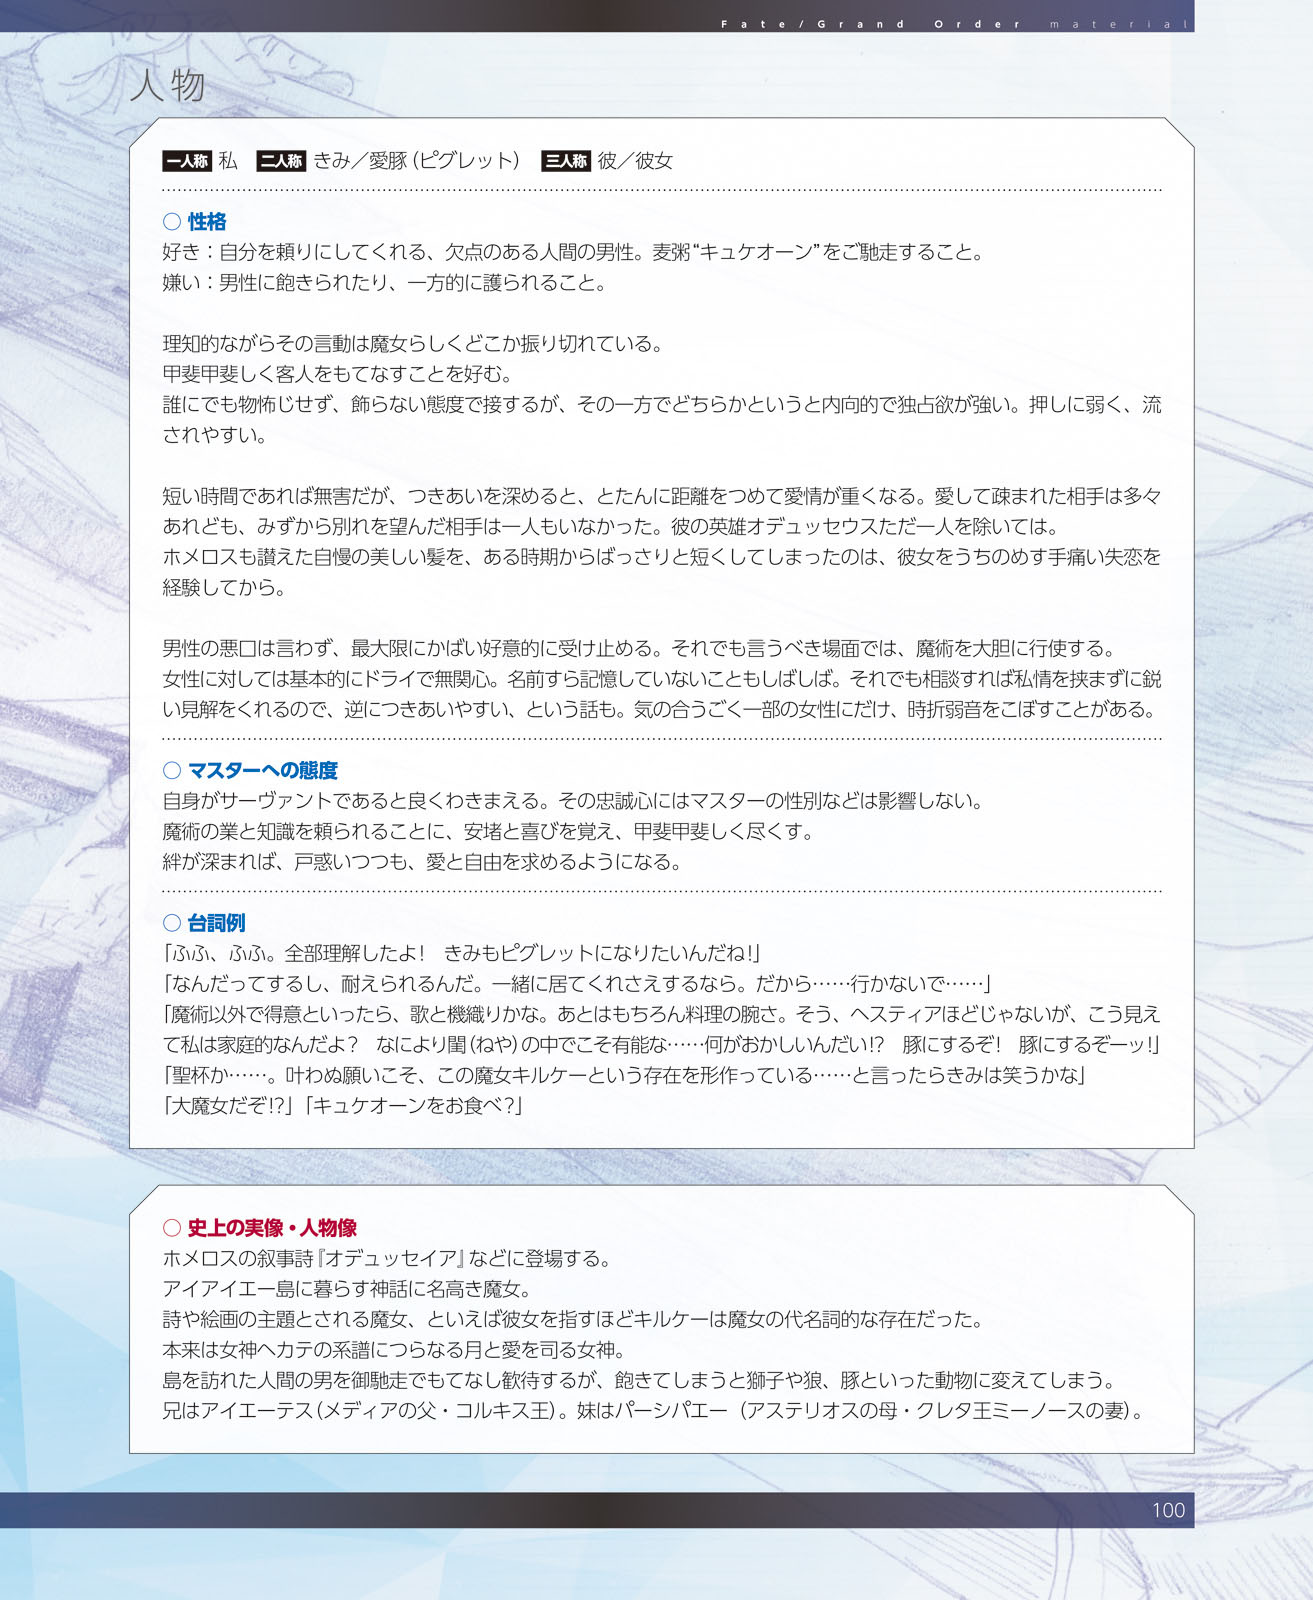 Fate/Grand Order material
人物
一人称 私 二人称 きみ／愛豚（ピグレット） 三人称 彼／彼女
○ 性格
好き：自分を頼りにしてくれる、欠点のある人間の男性。麦粥“キュケオーン”をご馳走すること。
嫌い：男性に飽きられたり、一方的に護られること。
理知的ながらその言動は魔女らしくどこか振り切れている。
甲斐甲斐しく客人をもてなすことを好む。
誰にでも物怖じせず、飾らない態度で接するが、その一方でどちらかというと内向的で独占欲が強い。押しに弱く、流
されやすい。
短い時間であれば無害だが、つきあいを深めると、とたんに距離をつめて愛情が重くなる。愛して疎まれた相手は多々
あれども、みずから別れを望んだ相手は一人もいなかった。彼の英雄オデュッセウスただ一人を除いては。
ホメロスも讃えた自慢の美しい髪を、ある時期からばっさりと短くしてしまったのは、彼女をうちのめす手痛い失恋を
経験してから。
男性の悪口は言わず、最大限にかばい好意的に受け止める。それでも言うべき場面では、魔術を大胆に行使する。
女性に対しては基本的にドライで無関心。名前すら記憶していないこともしばしば。それでも相談すれば私情を挟まずに鋭
い見解をくれるので、逆につきあいやすい、という話も。気の合うごく一部の女性にだけ、時折弱音をこぼすことがある。
○ マスターへの態度
自身がサーヴァントであると良くわきまえる。その忠誠心にはマスターの性別などは影響しない。
魔術の業と知識を頼られることに、安堵と喜びを覚え、甲斐甲斐しく尽くす。
絆が深まれば、戸惑いつつも、愛と自由を求めるようになる。
○ 台詞例
「ふふ、ふふ。全部理解したよ！　きみもピグレットになりたいんだね！」
「なんだってするし、耐えられるんだ。一緒に居てくれさえするなら。だから……行かないで……」
「魔術以外で得意といったら、歌と機織りかな。あとはもちろん料理の腕さ。そう、ヘスティアほどじゃないが、こう見え
て私は家庭的なんだよ？　なにより閨（ねや）の中でこそ有能な……何がおかしいんだい!?　豚にするぞ！　豚にするぞーッ！」
「聖杯か……。叶わぬ願いこそ、この魔女キルケーという存在を形作っている……と言ったらきみは笑うかな」
「大魔女だぞ!?」「キュケオーンをお食べ？」
○ 史上の実像・人物像
ホメロスの叙事詩『オデュッセイア』などに登場する。
アイアイエー島に暮らす神話に名高き魔女。
詩や絵画の主題とされる魔女、といえば彼女を指すほどキルケーは魔女の代名詞的な存在だった。
本来は女神ヘカテの系譜につらなる月と愛を司る女神。
島を訪れた人間の男を御馳走でもてなし歓待するが、飽きてしまうと獅子や狼、豚といった動物に変えてしまう。
兄はアイエーテス（メディアの父・コルキス王）。妹はパーシパエー（アステリオスの母・クレタ王ミーノースの妻）。
100